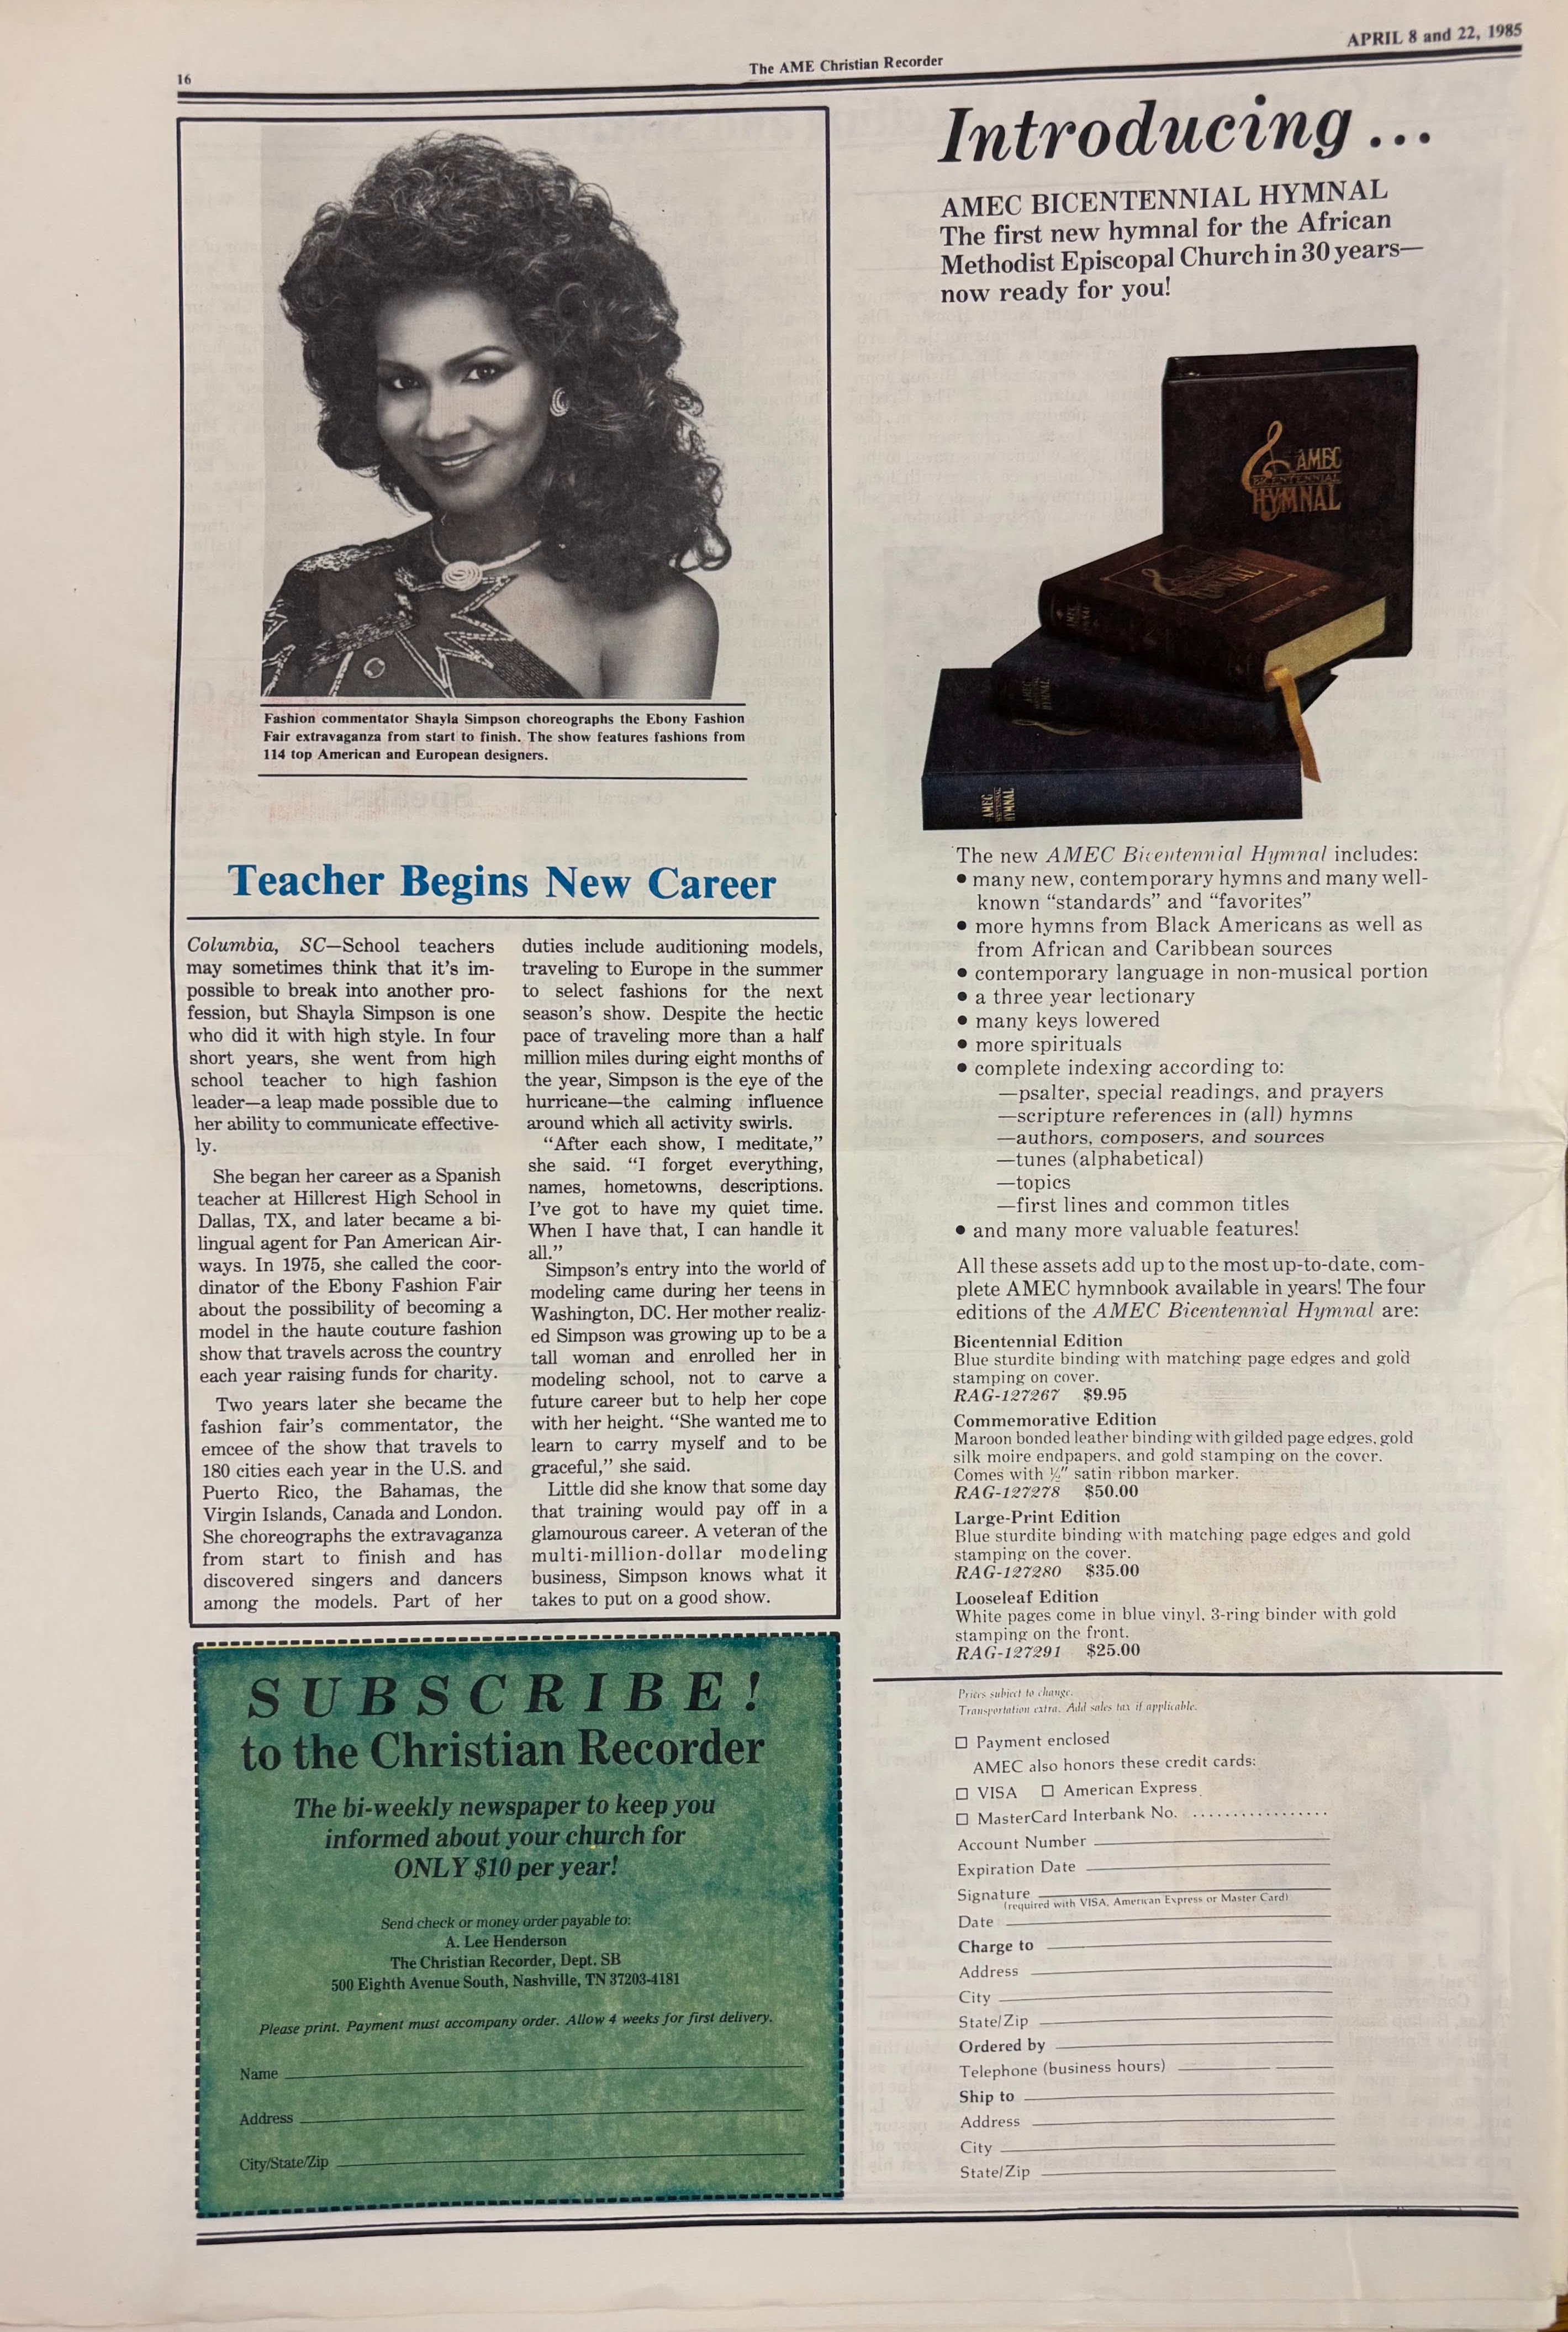 16
The AME Christian Recorder
APRIL 8 and 22, 1985
Fashion commentator Shayla Simpson choreographs the Ebony Fashion
Fair extravaganza from start to finish. The show features fashions from
114 top American and European designers.
Teacher Begins New Career
Columbia, SC—School teachers
may sometimes think that it's im-
possible to break into another pro-
fession, but Shayla Simpson is one
who did it with high style. In four
short years, she went from high
school teacher to high fashion
leader—a leap made possible due to
her ability to communicate effective-
ly.
She began her career as a Spanish
teacher at Hillcrest High School in
Dallas, TX, and later became a bi-
lingual agent for Pan American Air-
ways. In 1975, she called the coor-
dinator of the Ebony Fashion Fair
about the possibility of becoming a
model in the haute couture fashion
show that travels across the country
each year raising funds for charity.
Two years later she became the
fashion fair's commentator, the
emcee of the show that travels to
180 cities each year in the U.S. and
Puerto Rico, the Bahamas, the
Virgin Islands, Canada and London.
She choreographs the extravaganza
from start to finish and has
discovered singers and dancers
among the models. Part of her
duties include auditioning models,
traveling to Europe in the summer
to select fashions for the next
season's show. Despite the hectic
pace of traveling more than a half
million miles during eight months of
the year, Simpson is the eye of the
hurricane—the calming influence
around which all activity swirls.
"After each show, I meditate,"
she said. "I forget everything,
names, hometowns, descriptions.
I've got to have my quiet time.
When I have that, I can handle it
all."
Simpson's entry into the world of
modeling came during her teens in
Washington, DC. Her mother realiz-
ed Simpson was growing up to be a
tall woman and enrolled her in
modeling school, not to carve a
future career but to help her cope
with her height. "She wanted me to
learn to carry myself and to be
graceful," she said.
Little did she know that some day
that training would pay off in a
glamourous career. A veteran of the
multi-million-dollar modeling
business, Simpson knows what it
takes to put on a good show.
SUBSCRIBE!
to the Christian Recorder
The bi-weekly newspaper to keep you
informed about your church for
ONLY $10 per year!
Send check or money order payable to:
A. Lee Henderson
The Christian Recorder, Dept. SB
500 Eighth Avenue South, Nashville, TN 37203-4181
Please print. Payment must accompany order. Allow 4 weeks for first delivery.
Name
Address
City/State/Zip
Introducing...
AMEC BICENTENNIAL HYMNAL
The first new hymnal for the African
Methodist Episcopal Church in 30 years—
now ready for you!
AMEC
BICENTENNIAL
HYMNAL
AMEC
HYMNAL
The new AMEC Bicentennial Hymnal includes:
• many new, contemporary hymns and many well-
known "standards" and "favorites"
• more hymns from Black Americans as well as
from African and Caribbean sources
• contemporary language in non-musical portion
• a three year lectionary
• many keys lowered
• more spirituals
• complete indexing according to:
—psalter, special readings, and prayers
—scripture references in (all) hymns
—authors, composers, and sources
—tunes (alphabetical)
—topics
—first lines and common titles
• and many more valuable features!
All these assets add up to the most up-to-date, com-
plete AMEC hymnbook available in years! The four
editions of the AMEC Bicentennial Hymnal are:
Bicentennial Edition
Blue sturdite binding with matching page edges and gold
stamping on cover.
RAG-127267 $9.95
Commemorative Edition
Maroon bonded leather binding with gilded page edges, gold
silk moire endpapers, and gold stamping on the cover.
Comes with ¼" satin ribbon marker.
RAG-127278 $50.00
Large-Print Edition
Blue sturdite binding with matching page edges and gold
stamping on the cover.
RAG-127280 $35.00
Looseleaf Edition
White pages come in blue vinyl, 3-ring binder with gold
stamping on the front.
RAG-127291 $25.00
Prices subject to change.
Transportation extra. Add sales tax if applicable.
☐ Payment enclosed
AMEC also honors these credit cards:
☐ VISA ☐ American Express
☐ MasterCard Interbank No. .................
Account Number
Expiration Date
Signature
(required with VISA, American Express or Master Card)
Date
Charge to
Address
City
State/Zip
Ordered by
Telephone (business hours)
Ship to
Address
City
State/Zip